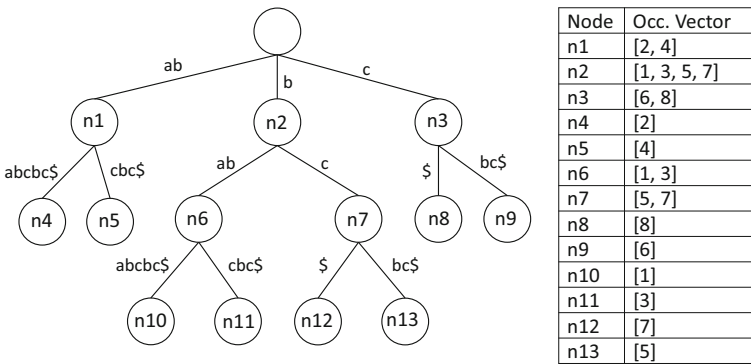 ab b c
n1 n2 n3
abcbc$ cbc$ ab c $ bc$
n4 n5 n6 n7 n8 n9
abcbc$ cbc$ $ bc$
n10 n11 n12 n13
Node Occ. Vector
n1 [2, 4]
n2 [1, 3, 5, 7]
n3 [6, 8]
n4 [2]
n5 [4]
n6 [1, 3]
n7 [5, 7]
n8 [8]
n9 [6]
n10 [1]
n11 [3]
n12 [7]
n13 [5]